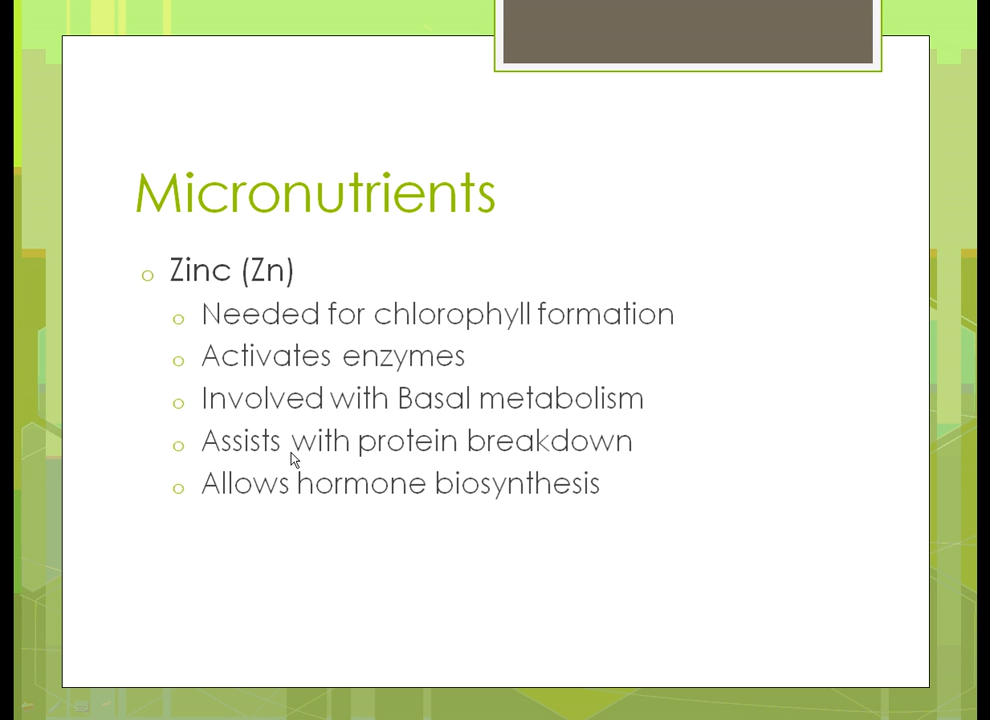 Micronutrients
Zinc (Zn)
Needed for chlorophyll formation
Activates enzymes
Involved with Basal metabolism
Assists with protein breakdown
Allows hormone biosynthesis